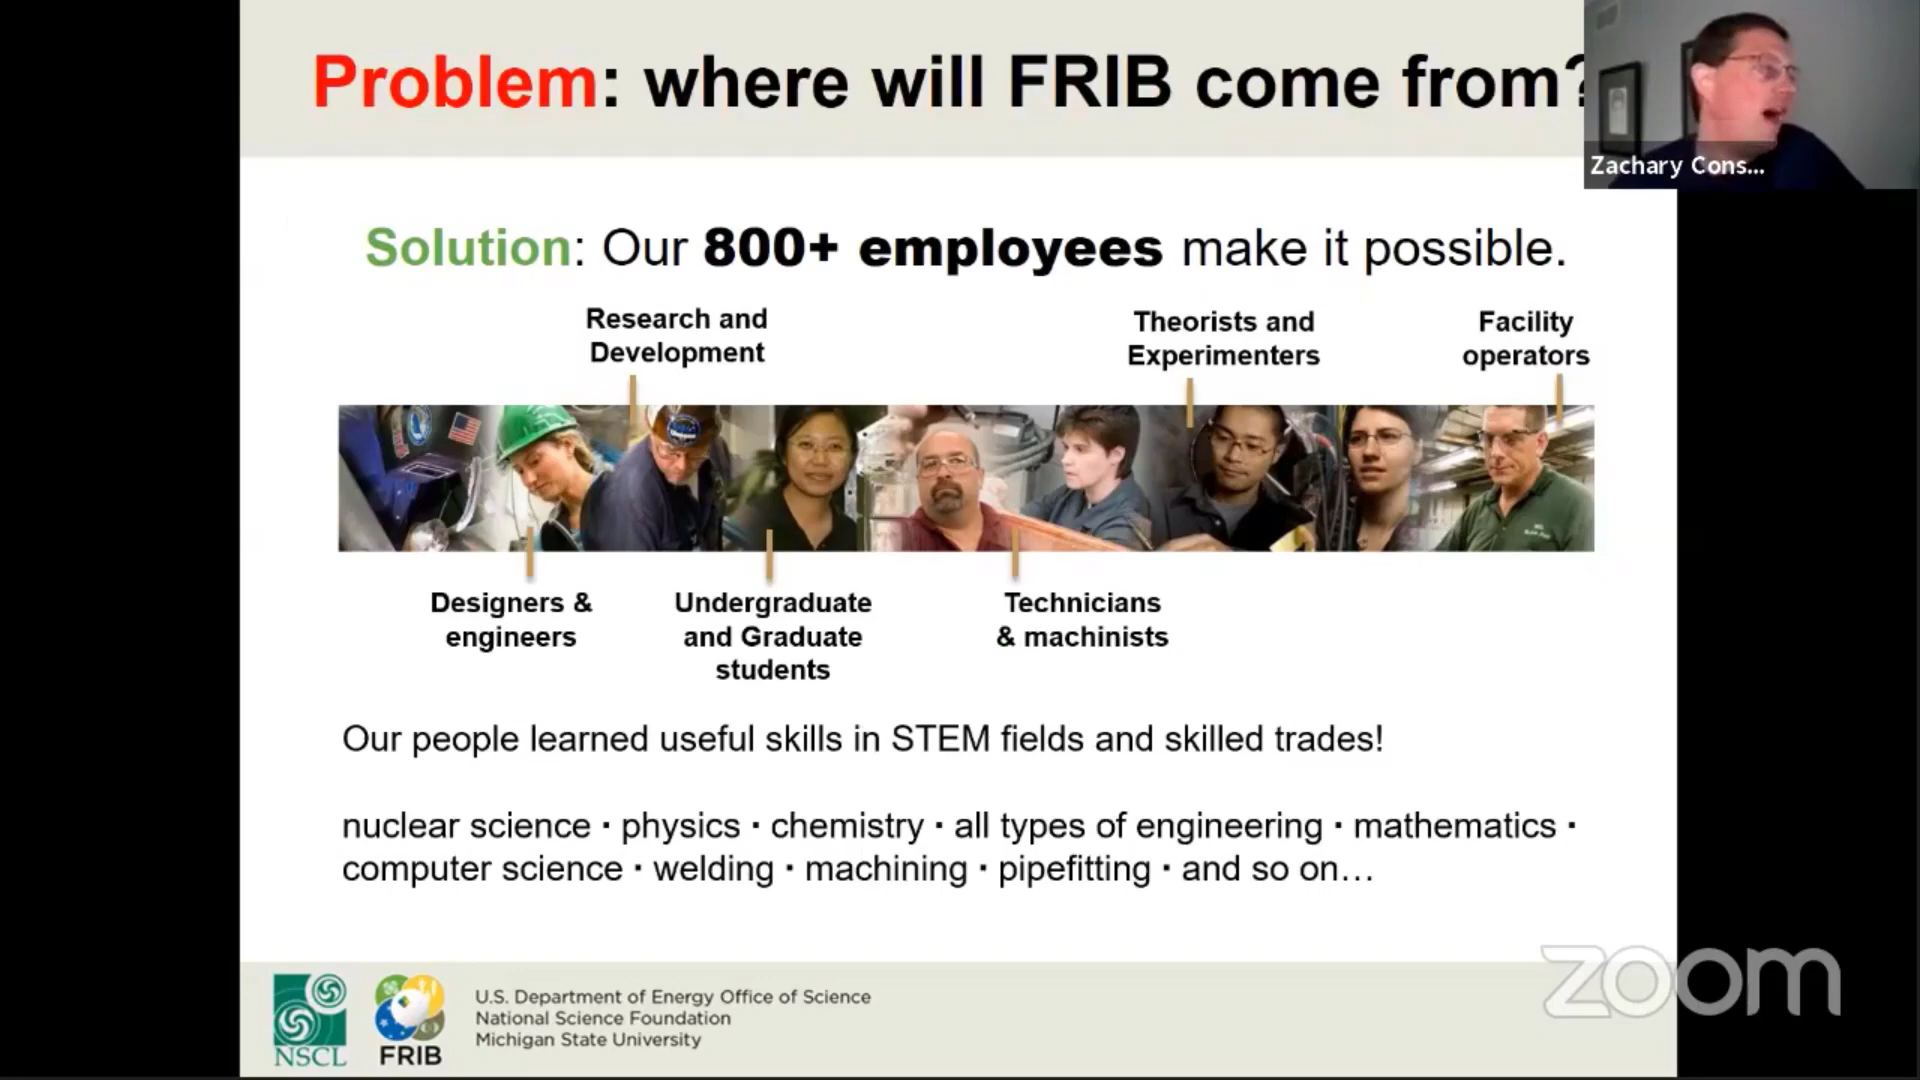 Problem: where will FRIB come from?
Zachary Cons...
Solution: Our 800+ employees make it possible.
Research and
Development
Theorists and
Experimenters
Facility
operators
Designers &
engineers
Undergraduate
and Graduate
students
Technicians
& machinists
Our people learned useful skills in STEM fields and skilled trades!
nuclear science · physics · chemistry · all types of engineering · mathematics ·
computer science · welding · machining · pipefitting · and so on…
NSCL
FRIB
U.S. Department of Energy Office of Science
National Science Foundation
Michigan State University
zoom